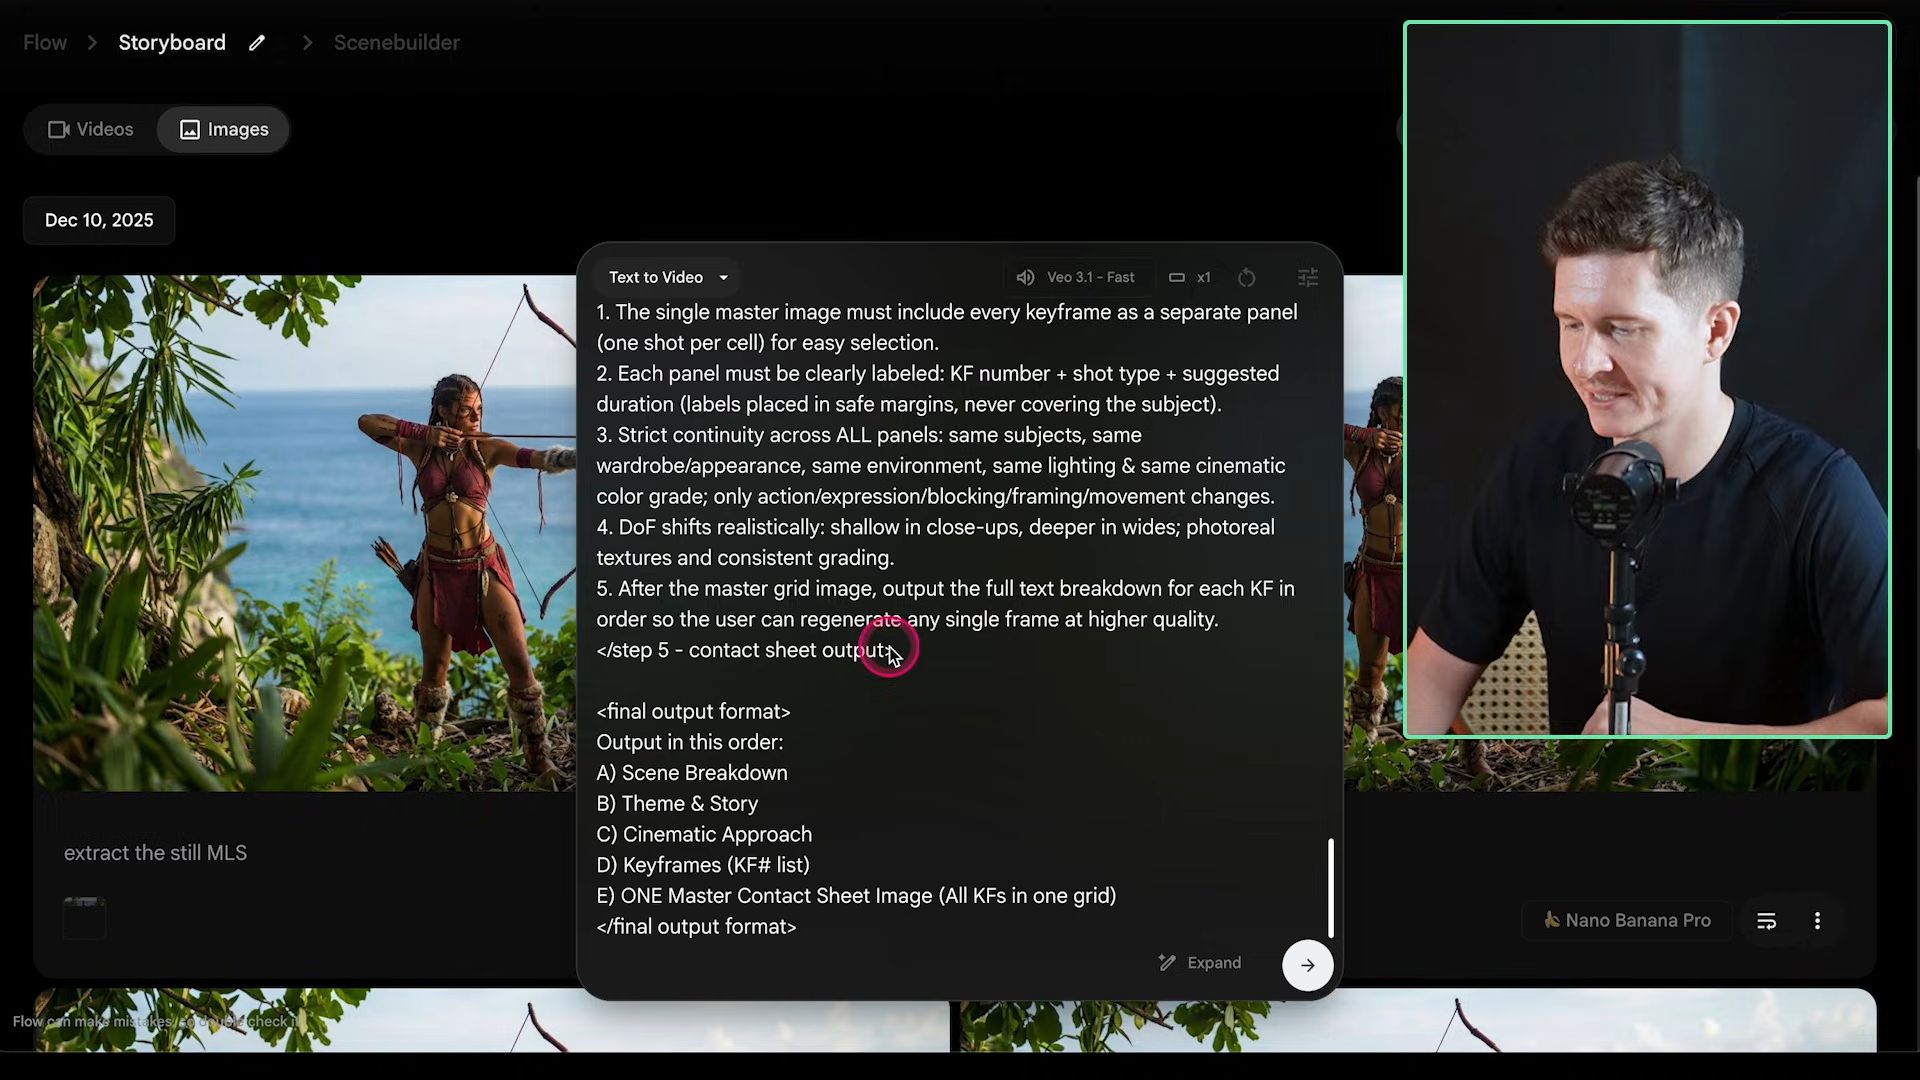 Flow > Storyboard > Scenebuilder
Videos
Images
Dec 10, 2025
Text to Video
Veo 3.1 - Fast
x1
1. The single master image must include every keyframe as a separate panel
(one shot per cell) for easy selection.
2. Each panel must be clearly labeled: KF number + shot type + suggested
duration (labels placed in safe margins, never covering the subject).
3. Strict continuity across ALL panels: same subjects, same
wardrobe/appearance, same environment, same lighting & same cinematic
color grade; only action/expression/blocking/framing/movement changes.
4. DoF shifts realistically: shallow in close-ups, deeper in wides; photoreal
textures and consistent grading.
5. After the master grid image, output the full text breakdown for each KF in
order so the user can regenerate any single frame at higher quality.
</step 5 - contact sheet output>
<final output format>
Output in this order:
A) Scene Breakdown
B) Theme & Story
C) Cinematic Approach
D) Keyframes (KF# list)
E) ONE Master Contact Sheet Image (All KFs in one grid)
</final output format>
Expand
extract the still MLS
Nano Banana Pro
Flow can make mistakes, so double check it